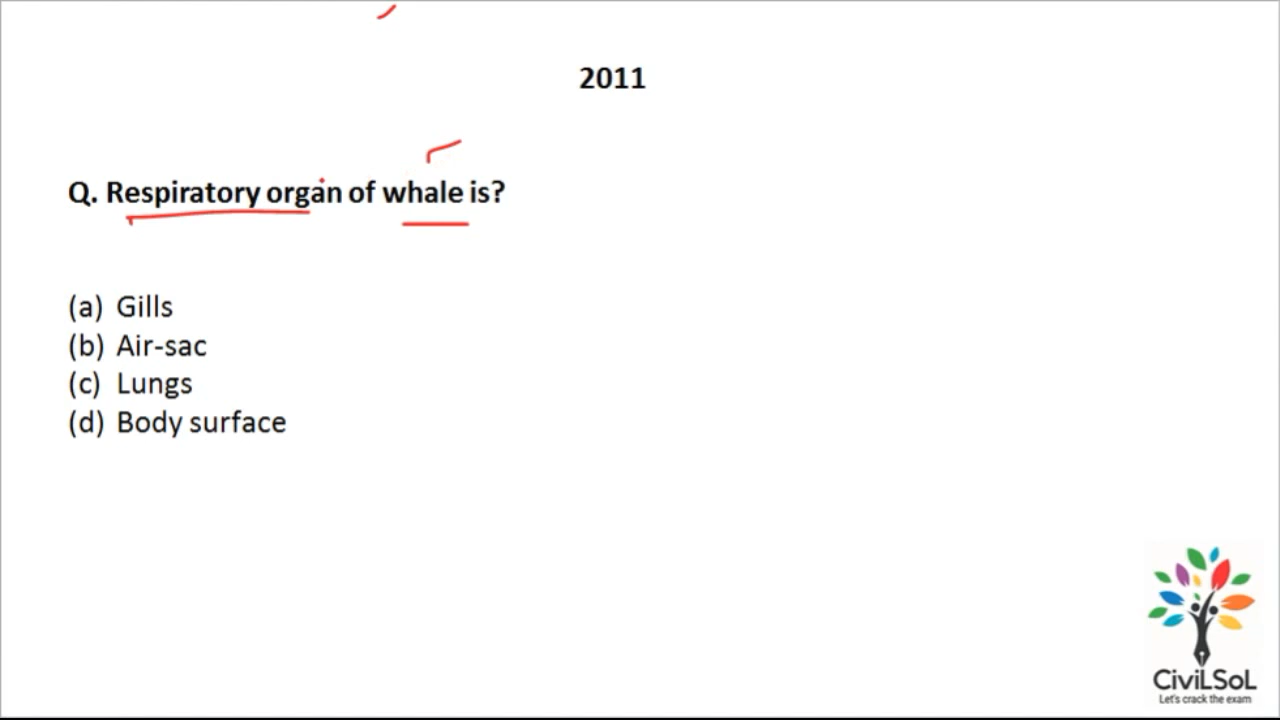 2011
Q. Respiratory organ of whale is?
(a) Gills
(b) Air-sac
(c) Lungs
(d) Body surface
CiviLSoL
Let's crack the exam